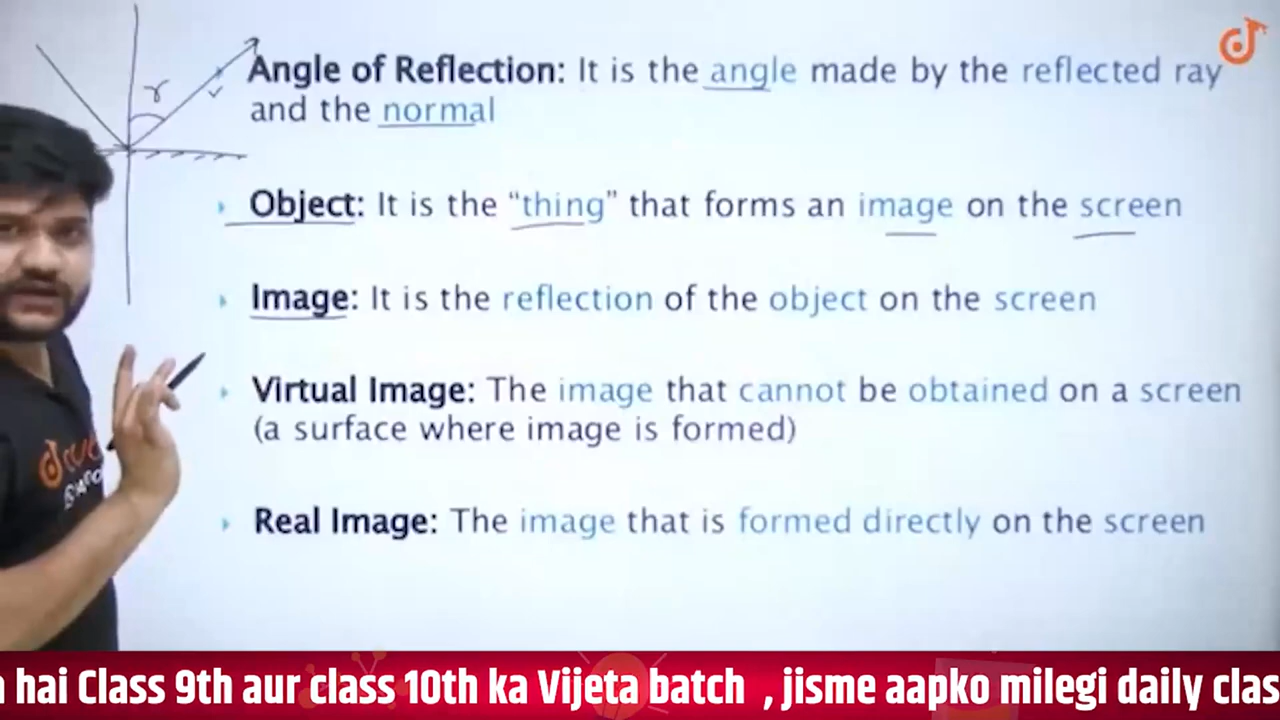 r
Angle of Reflection: It is the angle made by the reflected ray
and the normal
Object: It is the “thing” that forms an image on the screen
Image: It is the reflection of the object on the screen
Virtual Image: The image that cannot be obtained on a screen
(a surface where image is formed)
Real Image: The image that is formed directly on the screen
hai Class 9th aur class 10th ka Vijeta batch , jisme aapko milegi daily clas